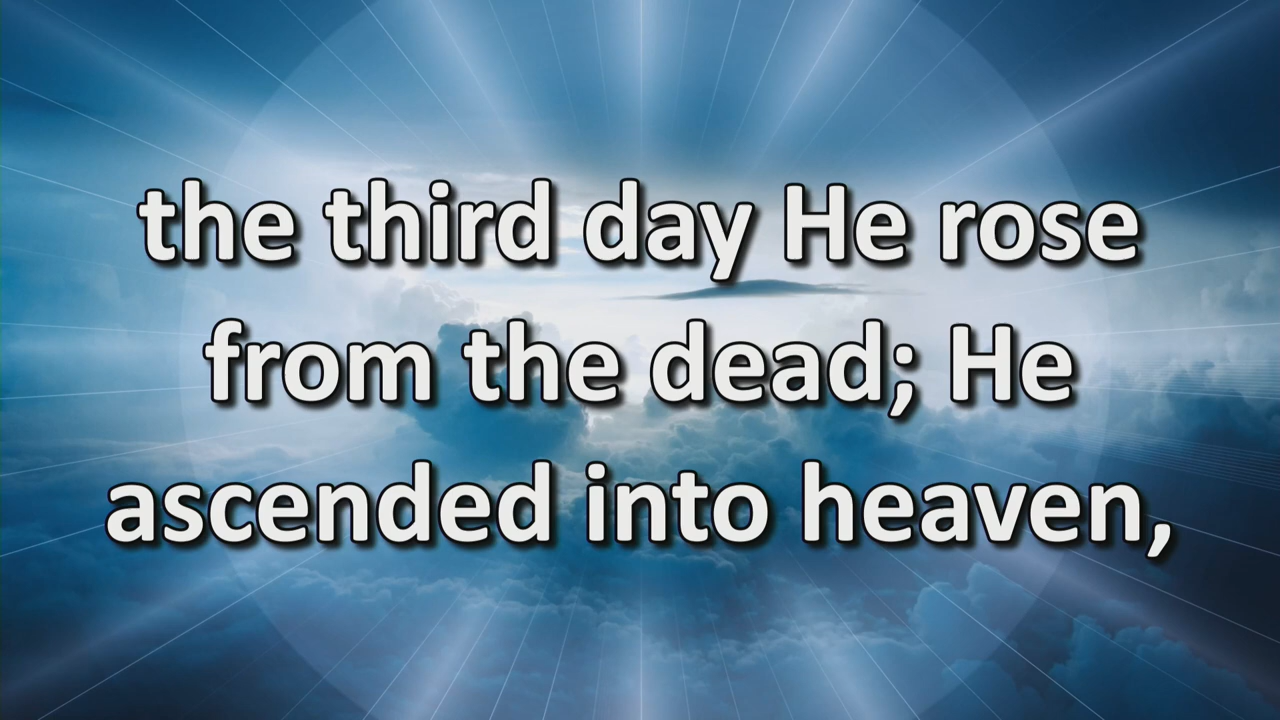 the third day He rose
from the dead; He
ascended into heaven,